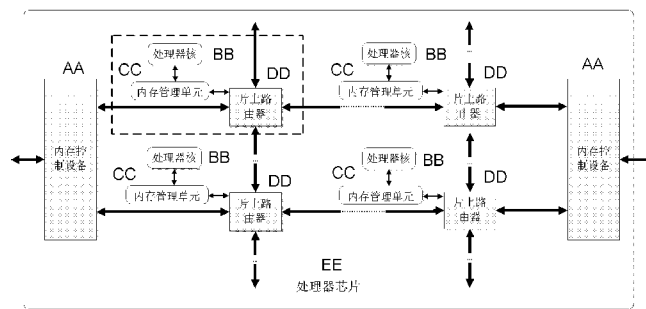 处理器核
BB
处理器核
BB
AA
CC
DD
CC
DD
AA
内存管理单元
内存管理单元
片上路
由器
片上路
由器
内存控
制设备
内存控
制设备
处理器核
BB
处理器核
BB
CC
DD
CC
DD
内存管理单元
内存管理单元
片上路
由器
片上路
由器
EE
处理器芯片